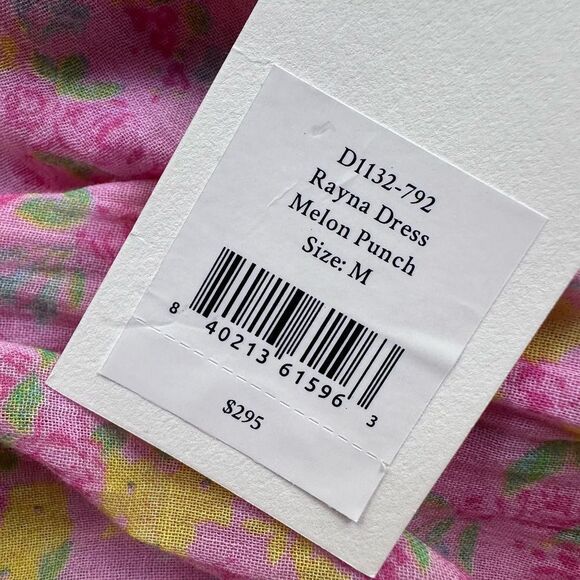 D1132-792
Rayna Dress
Melon Punch
Size: M
8 40213 61596 3
$295